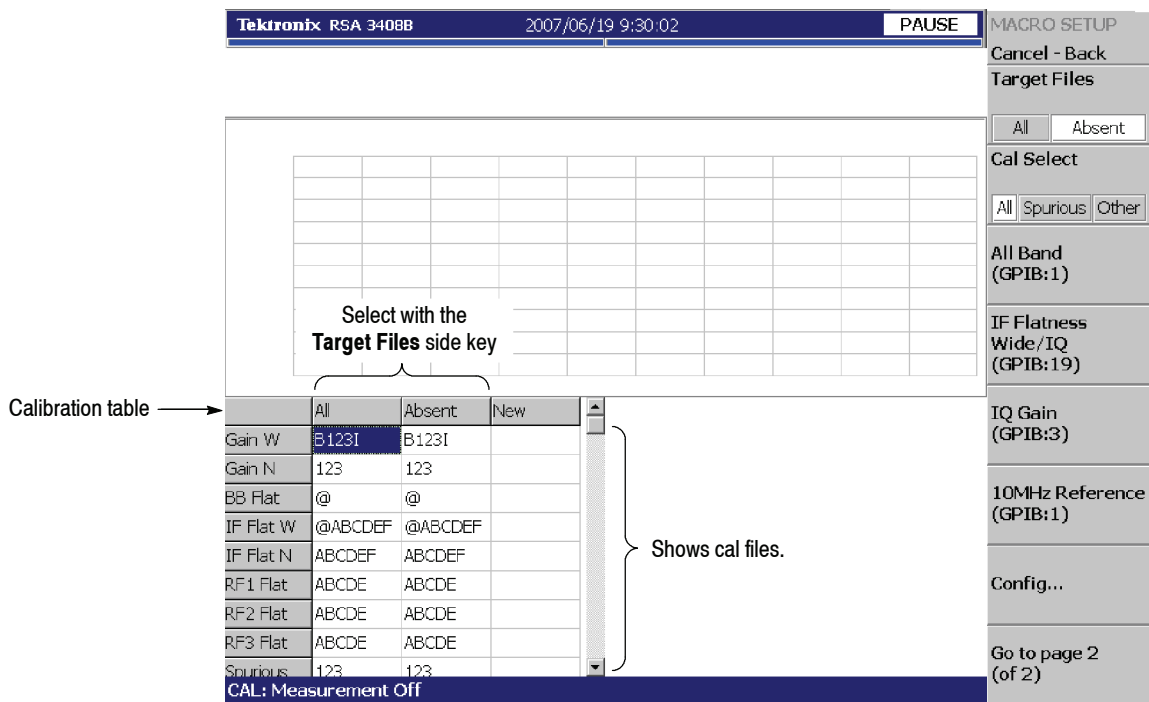 Tektronix RSA 3408B 2007/06/19 9:30:02 PAUSE
MACRO SETUP
Cancel - Back
Target Files
All Absent
Cal Select
All Spurious Other
All Band
(GPIB:1)
IF Flatness
Wide/IQ
(GPIB:19)
IQ Gain
(GPIB:3)
10MHz Reference
(GPIB:1)
Config...
Go to page 2
(of 2)
Select with the
Target Files side key
Calibration table
All Absent New
Gain W B123I B123I
Gain N 123 123
BB Flat @ @
IF Flat W @ABCDEF @ABCDEF
IF Flat N ABCDEF ABCDEF
RF1 Flat ABCDE ABCDE
RF2 Flat ABCDE ABCDE
RF3 Flat ABCDE ABCDE
Spurious 123 123
Shows cal files.
CAL: Measurement Off